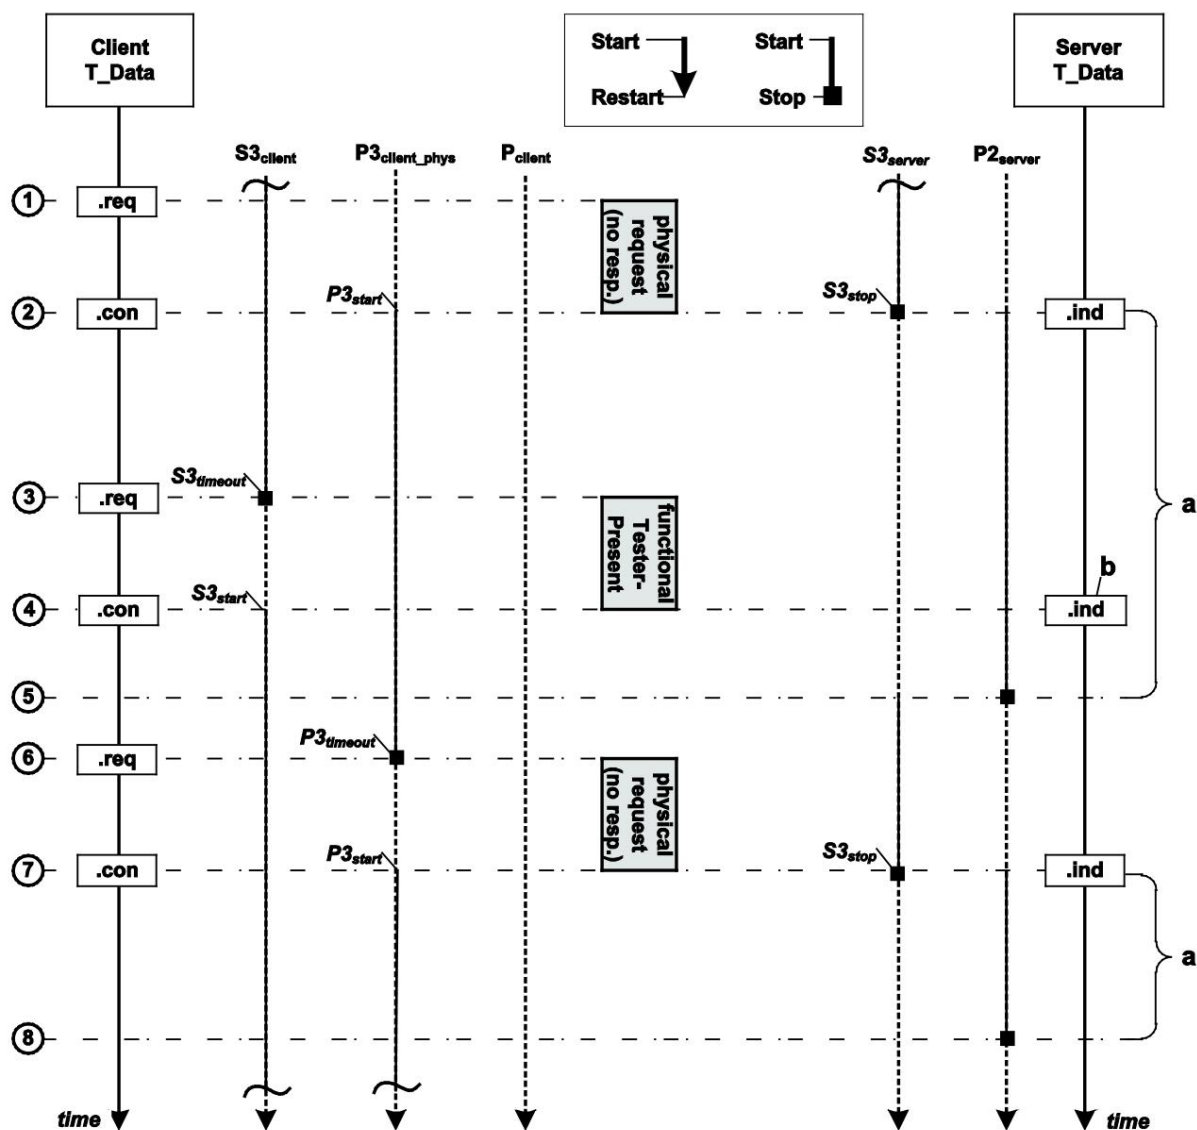 Client
T_Data
Start
Restart
Start
Stop
Server
T_Data
S3client
P3client_phys
Pclient
S3server
P2server
1
.req
physical
request
(no resp.)
2
.con
P3start
S3stop
.ind
3
.req
S3timeout
functional
Tester-
Present
a
4
.con
S3start
b
.ind
5
6
.req
P3timeout
physical
request
(no resp.)
7
.con
P3start
S3stop
.ind
a
8
time
time